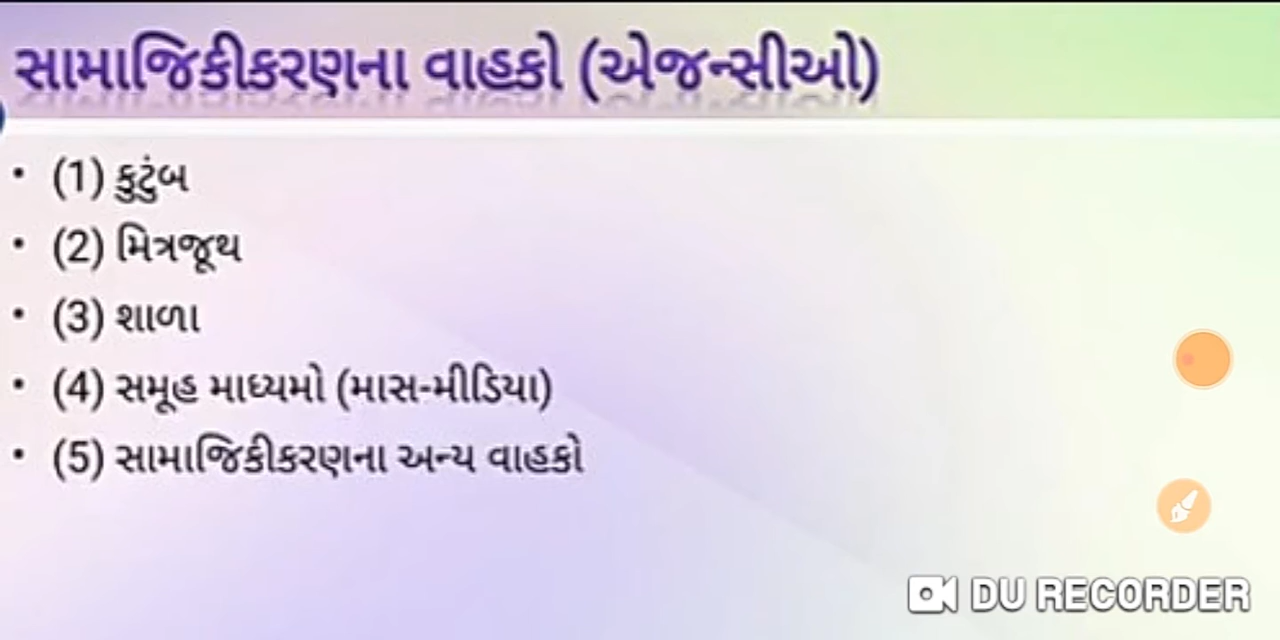 સામાજિકીકરણના વાહકો (એજન્સીઓ)
• (1) કુટુંબ
• (2) મિત્રજૂથ
• (3) શાળા
• (4) સમૂહ માધ્યમો (માસ-મીડિયા)
• (5) સામાજિકીકરણના અન્ય વાહકો
DU RECORDER